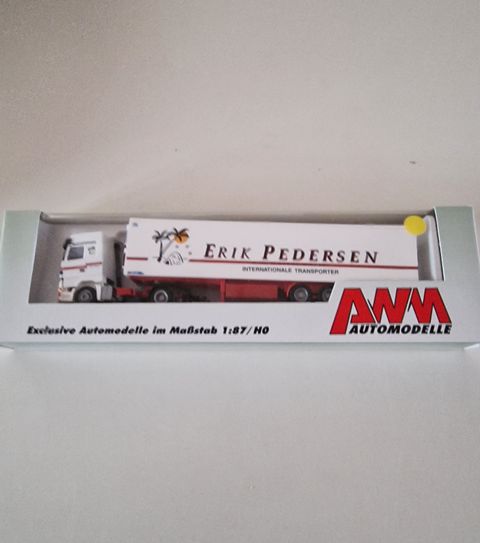 ERIK PEDERSEN
INTERNATIONALE TRANSPORTER
AWM
AUTOMODELLE
Exclusive Automodelle im Maßstab 1:87/H0